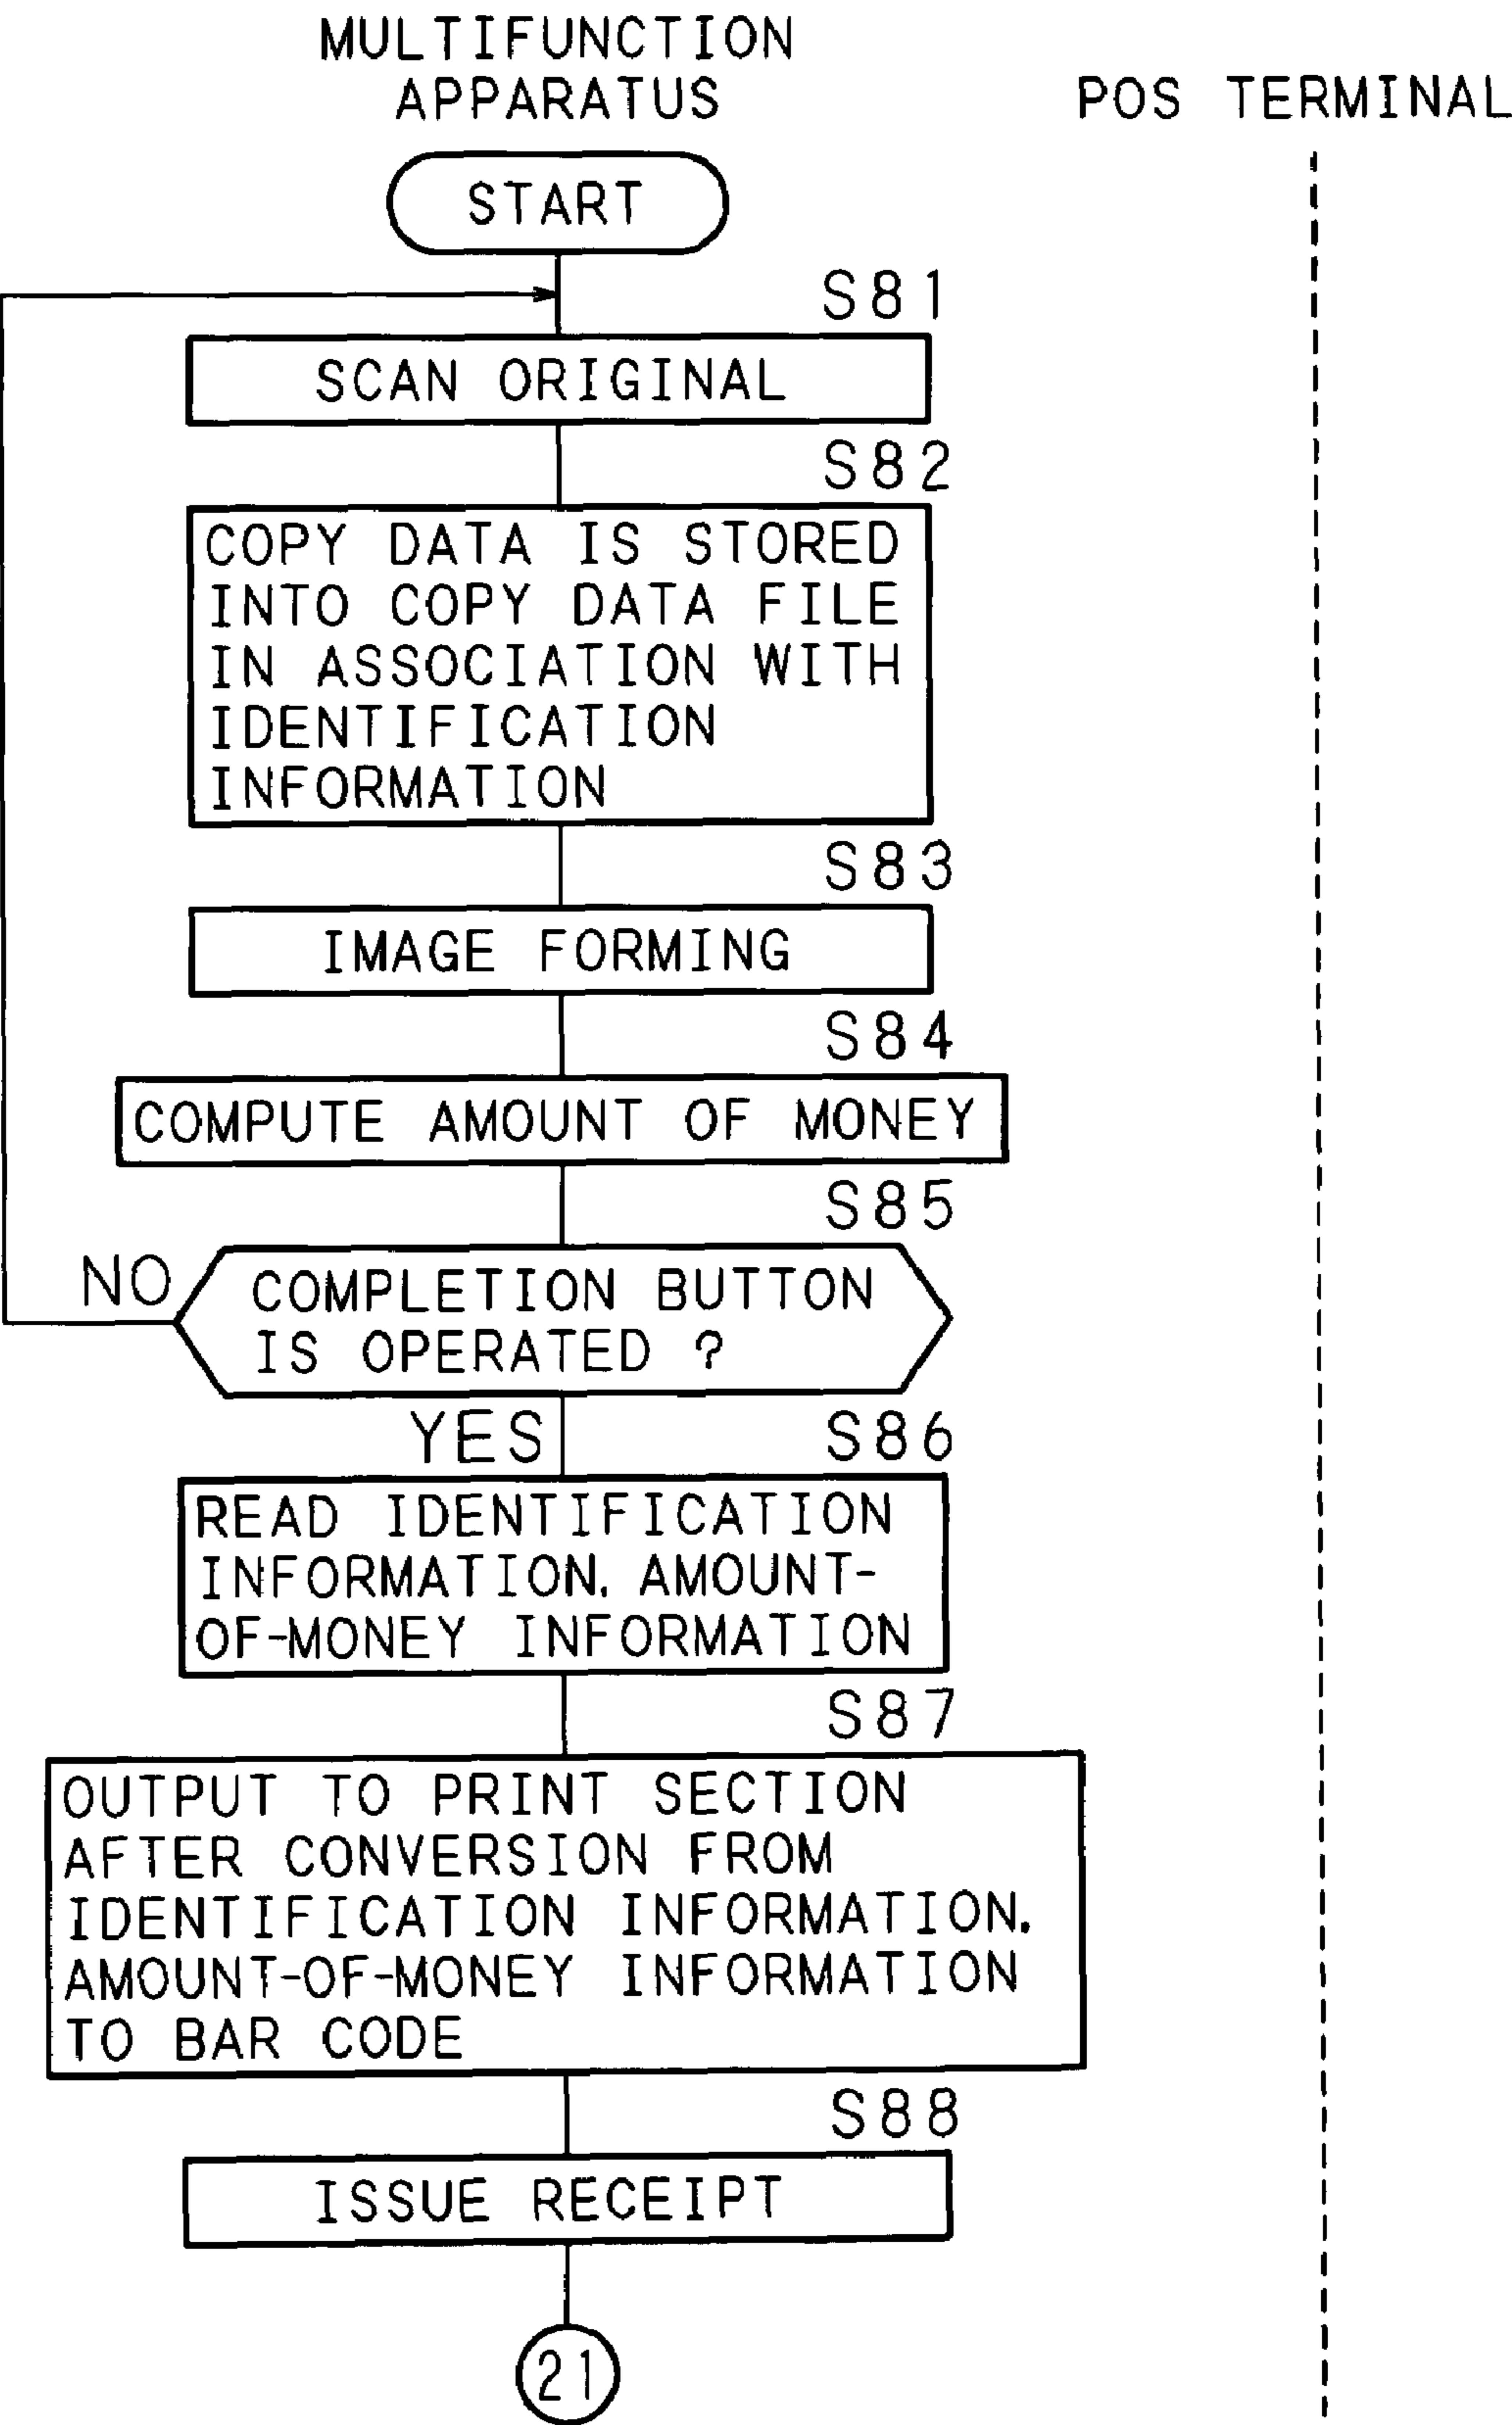 MULTIFUNCTION
APPARATUS
POS TERMINAL
START
S81
SCAN ORIGINAL
S82
COPY DATA IS STORED
INTO COPY DATA FILE
IN ASSOCIATION WITH
IDENTIFICATION
INFORMATION
S83
IMAGE FORMING
S84
COMPUTE AMOUNT OF MONEY
S85
NO
COMPLETION BUTTON
IS OPERATED ?
YES
S86
READ IDENTIFICATION
INFORMATION, AMOUNT-
OF-MONEY INFORMATION
S87
OUTPUT TO PRINT SECTION
AFTER CONVERSION FROM
IDENTIFICATION INFORMATION,
AMOUNT-OF-MONEY INFORMATION
TO BAR CODE
S88
ISSUE RECEIPT
21